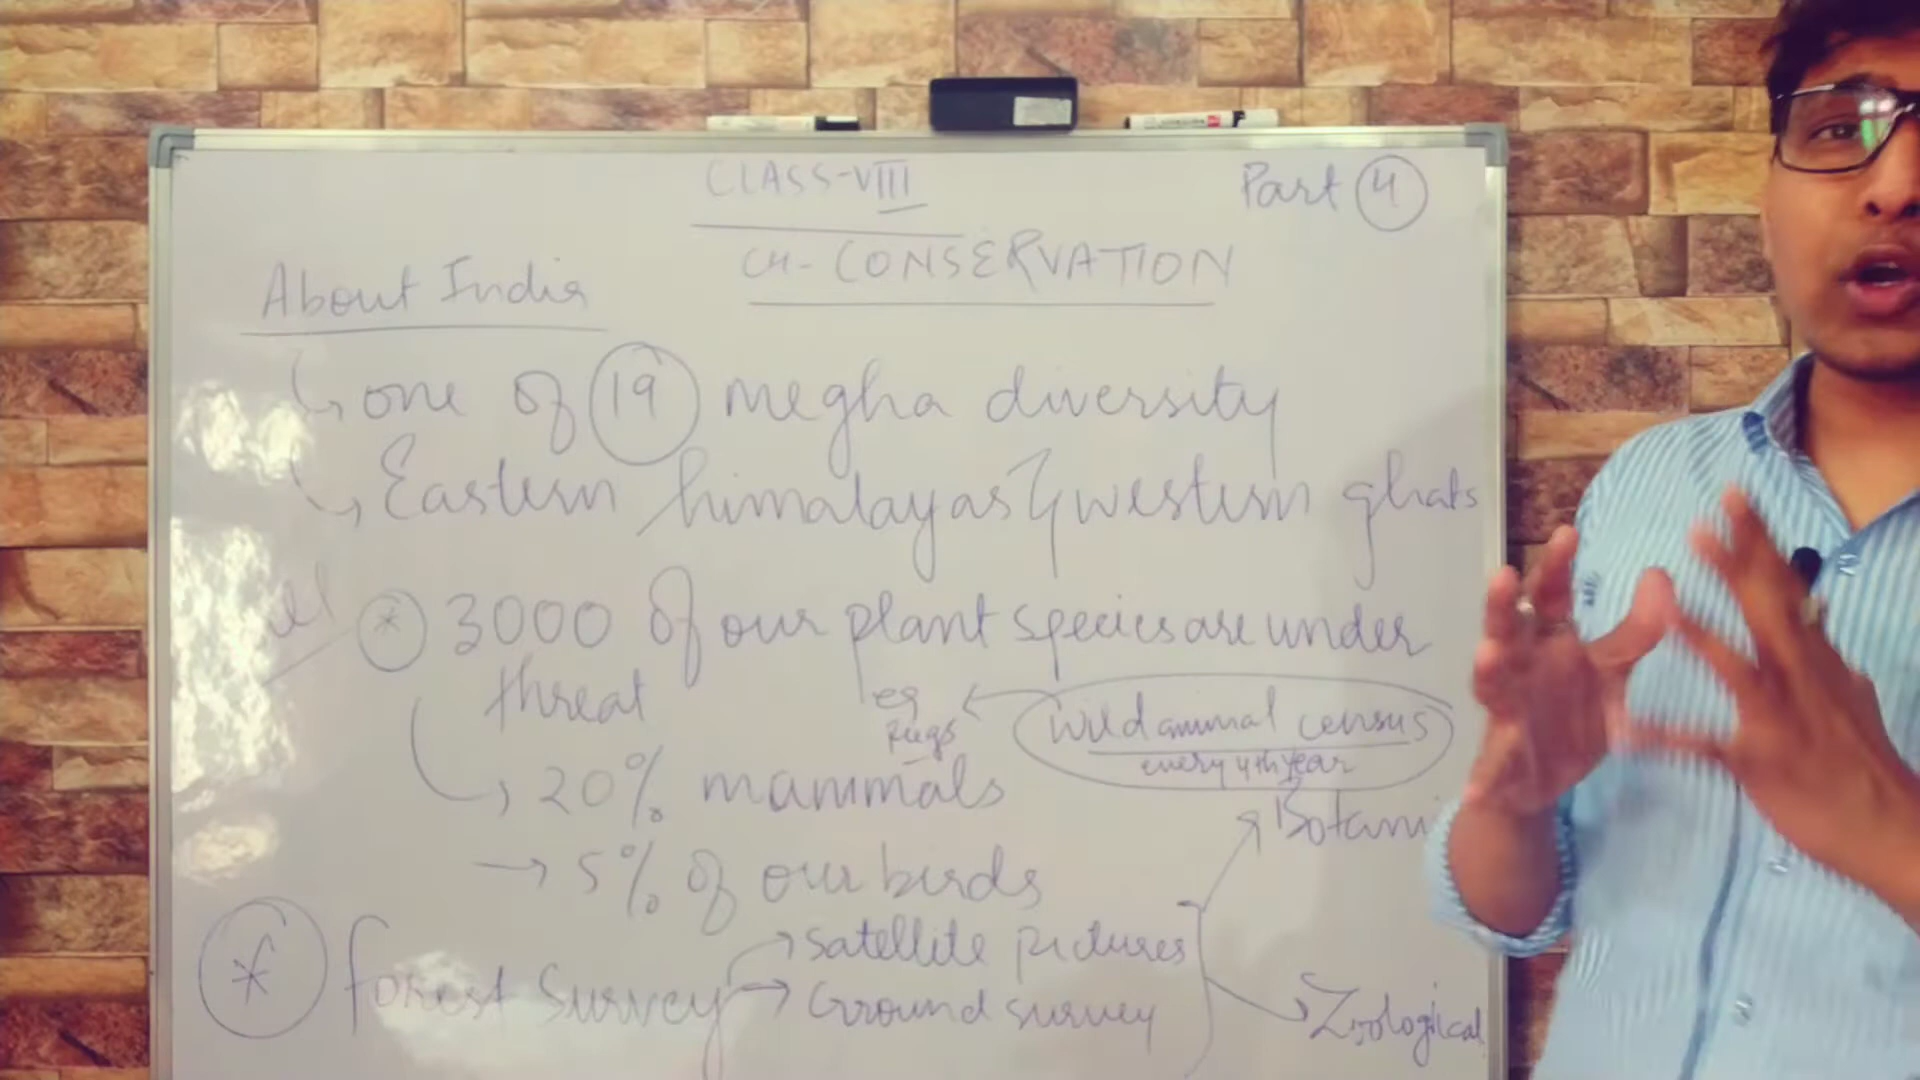 CLASS-VIII
Part 4
CH- CONSERVATION
About India
one of 19 megha diversity
Eastern himalayas & western ghats
* 3000 of our plant species are under
threat
eg
wild animal census
every 4th year
20% mammals
Botani
5% of our birds
* forest survey
satellite pictures
Ground survey
Zoological